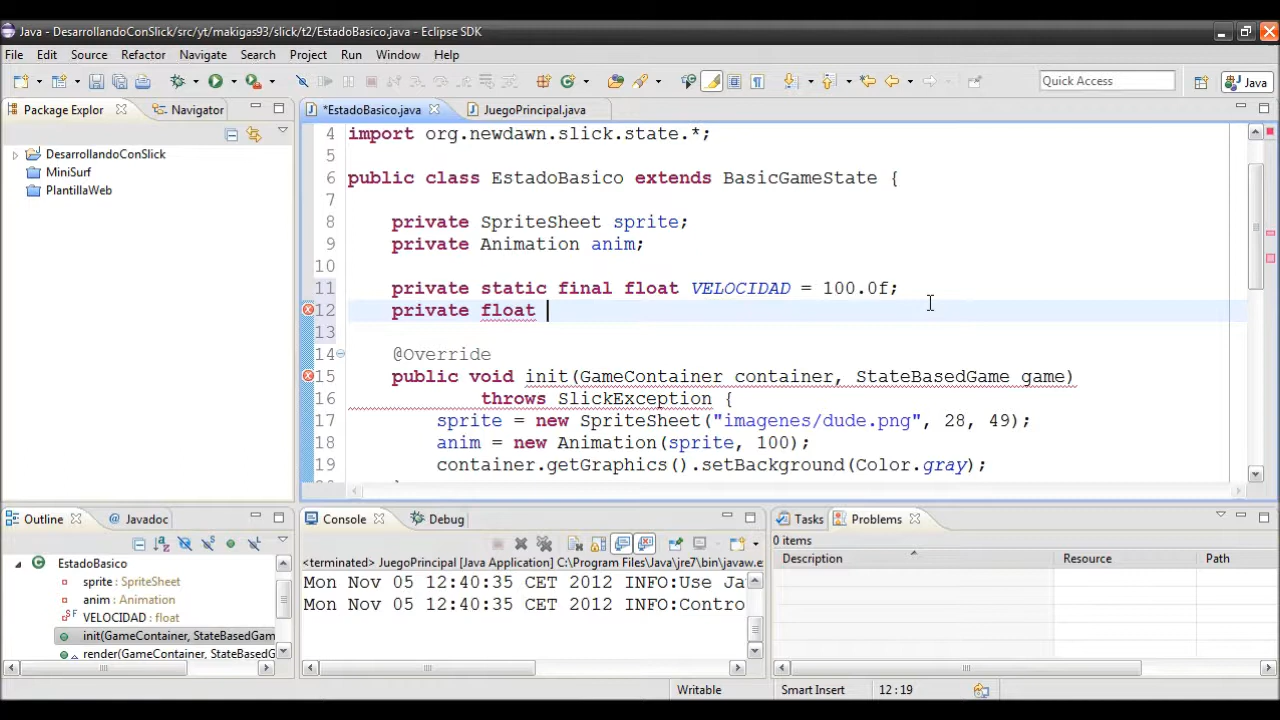 Java - DesarrollandoConSlick/src/yt/makigas93/slick/t2/EstadoBasico.java - Eclipse SDK
File Edit Source Refactor Navigate Search Project Run Window Help
Quick Access
Java
Package Explor
Navigator
*EstadoBasico.java
JuegoPrincipal.java
DesarrollandoConSlick
MiniSurf
PlantillaWeb
4 import org.newdawn.slick.state.*;
5
6 public class EstadoBasico extends BasicGameState {
7
8 private SpriteSheet sprite;
9 private Animation anim;
10
11 private static final float VELOCIDAD = 100.0f;
12 private float
13
14 @Override
15 public void init(GameContainer container, StateBasedGame game)
16 throws SlickException {
17 sprite = new SpriteSheet("imagenes/dude.png", 28, 49);
18 anim = new Animation(sprite, 100);
19 container.getGraphics().setBackground(Color.gray);
Outline
Javadoc
EstadoBasico
sprite : SpriteSheet
anim : Animation
VELOCIDAD : float
init(GameContainer, StateBasedGam
render(GameContainer, StateBasedG
Console
Debug
<terminated> JuegoPrincipal [Java Application] C:\Program Files\Java\jre7\bin\javaw.e
Mon Nov 05 12:40:35 CET 2012 INFO:Use Ja
Mon Nov 05 12:40:35 CET 2012 INFO:Contro
Tasks
Problems
0 items
Description Resource Path
Writable Smart Insert 12:19